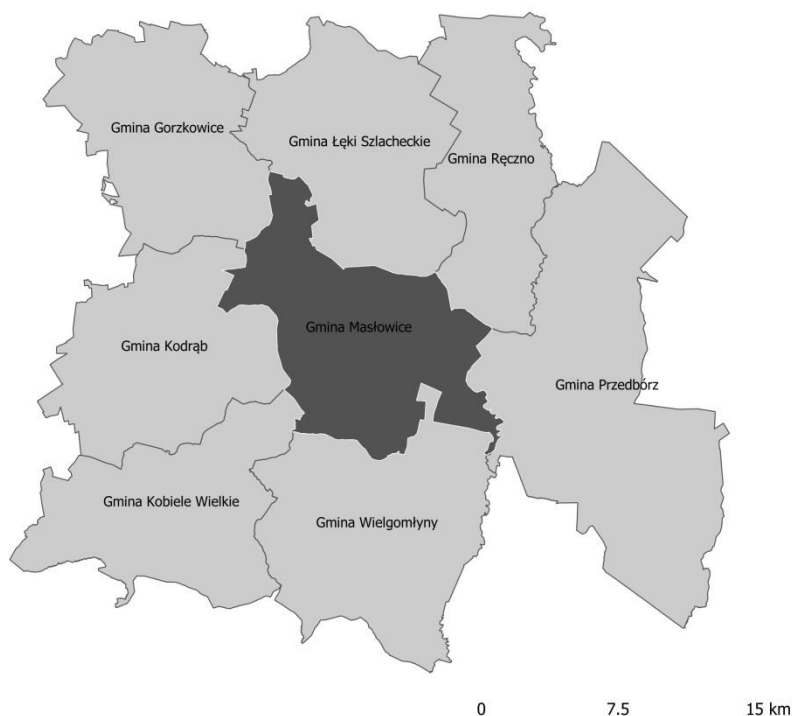 Gmina Gorzkowice
Gmina Łęki Szlacheckie
Gmina Ręczno
Gmina Masłowice
Gmina Kodrąb
Gmina Przedbórz
Gmina Kobiele Wielkie
Gmina Wielgomłyny
0 7.5 15 km